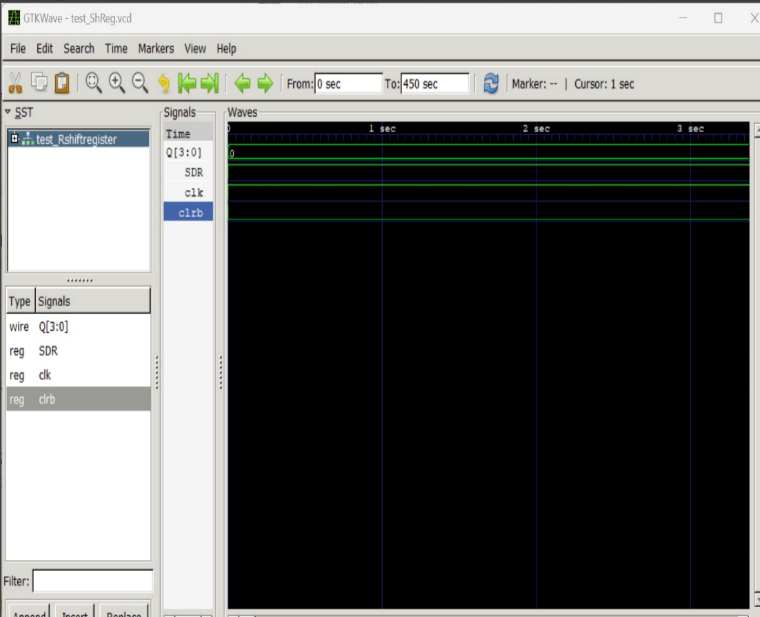 GTKWave - test_ShReg.vcd
File Edit Search Time Markers View Help
From: 0 sec To: 450 sec Marker: -- | Cursor: 1 sec
SST
test_Rshiftregister
Type Signals
wire Q[3:0]
reg SDR
reg clk
reg clrb
Filter:
Append Insert Replace
Signals
Time
Q[3:0]
SDR
clk
clrb
Waves
1 sec 2 sec 3 sec
0